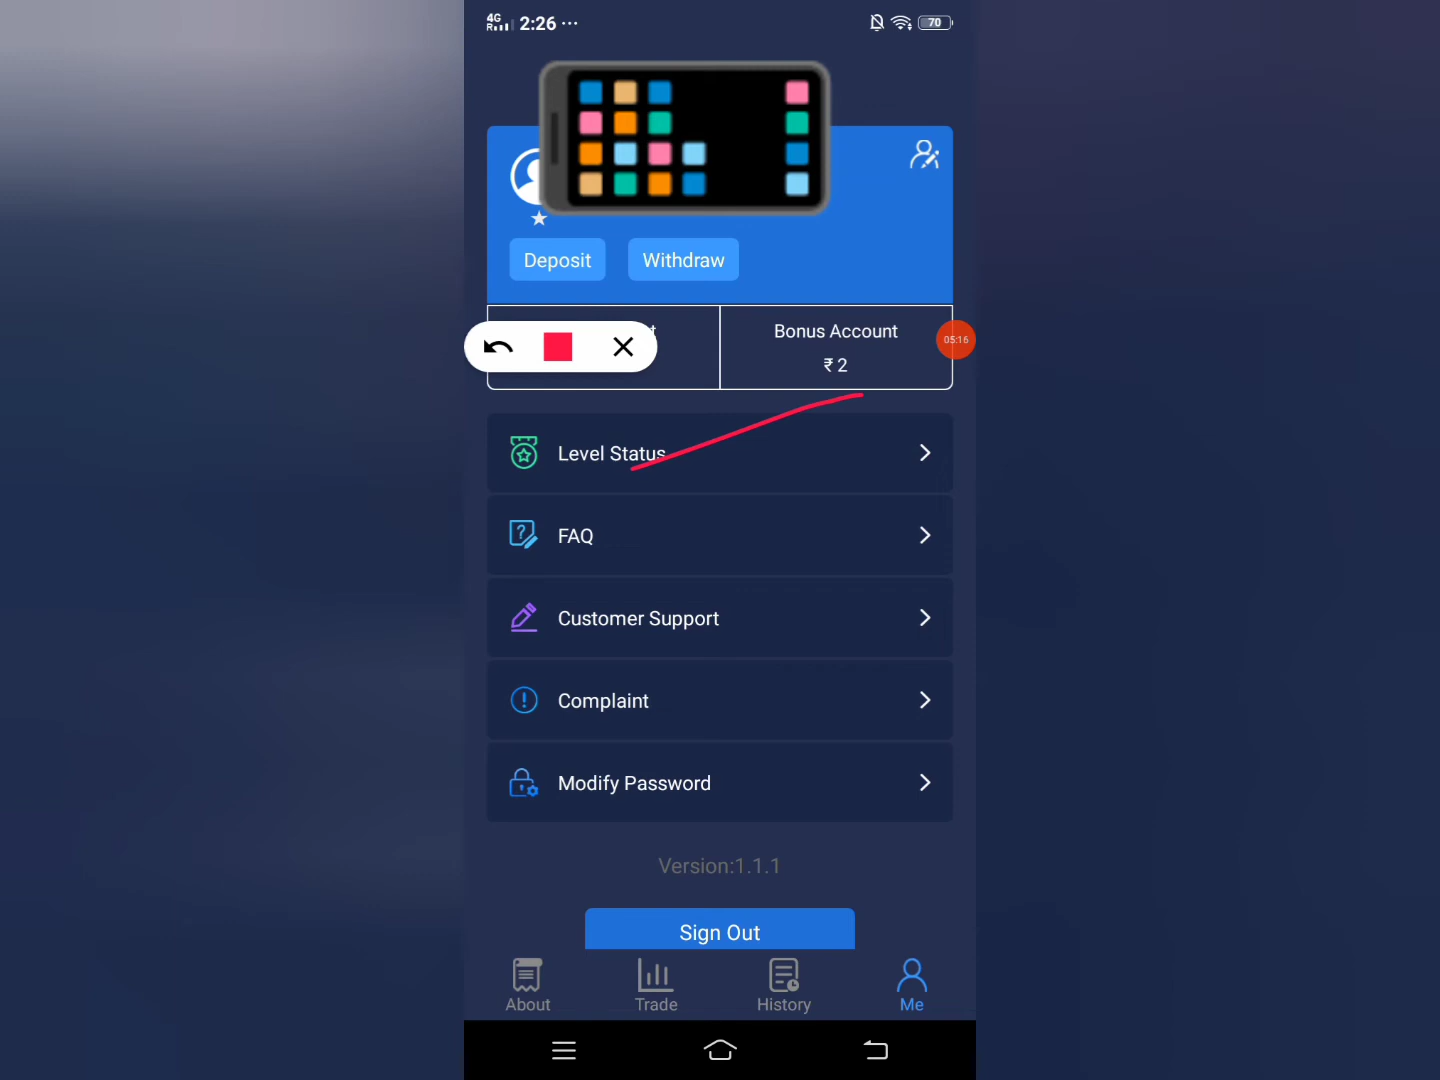 4G
R
2:26 ...
70
Deposit
Withdraw
Bonus Account
05:16
₹ 2
Level Status
FAQ
Customer Support
Complaint
Modify Password
Version:1.1.1
Sign Out
About
Trade
History
Me